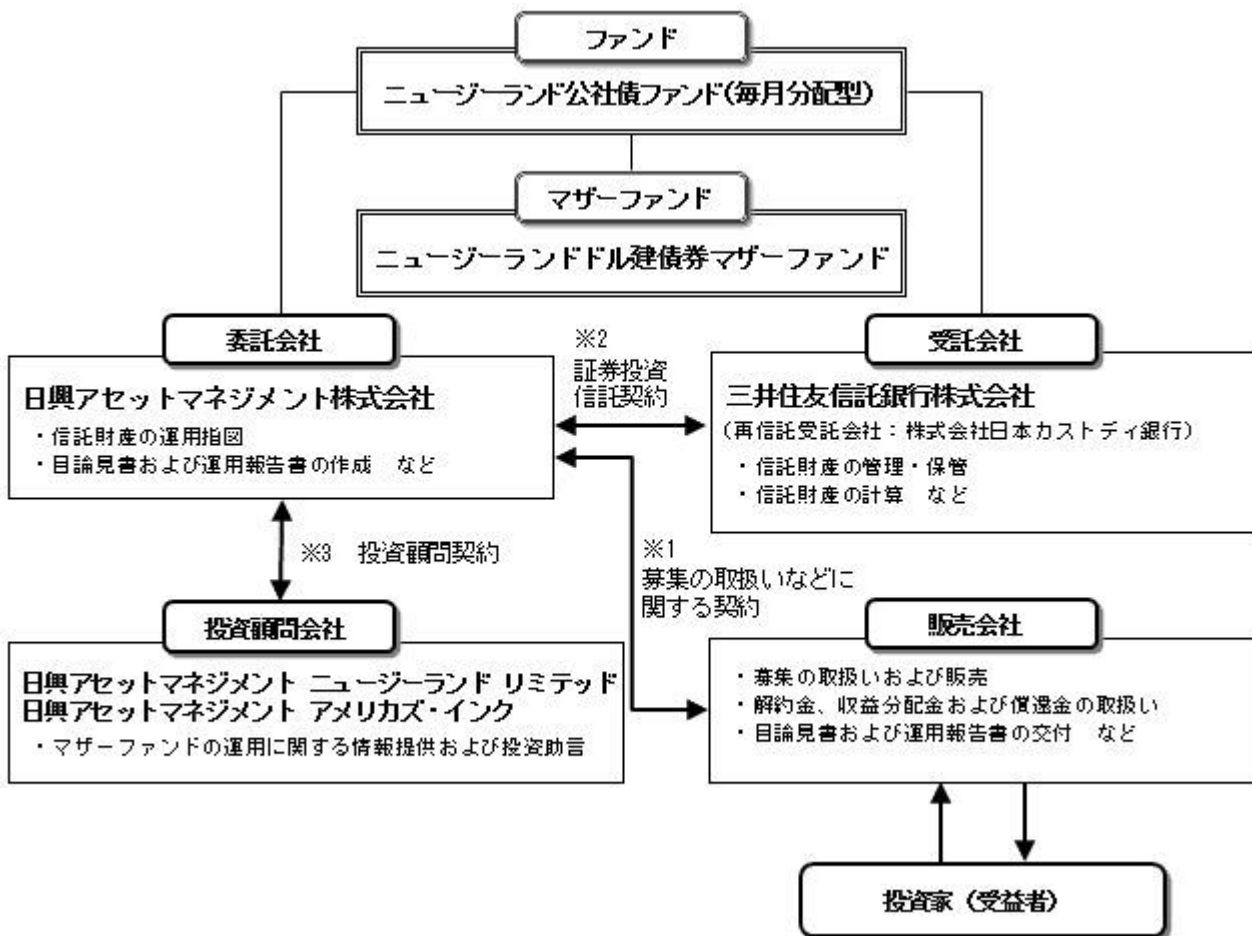 ファンド
ニュージーランド公社債ファンド(毎月分配型)
マザーファンド
ニュージーランドドル建債券マザーファンド
委託会社
日興アセットマネジメント株式会社
・信託財産の運用指図
・目論見書および運用報告書の作成 など
※2
証券投資
信託契約
受託会社
三井住友信託銀行株式会社
(再信託受託会社:株式会社日本カストディ銀行)
・信託財産の管理・保管
・信託財産の計算 など
※3 投資顧問契約
※1
募集の取扱いなどに
関する契約
投資顧問会社
日興アセットマネジメント ニュージーランド リミテッド
日興アセットマネジメント アメリカズ・インク
・マザーファンドの運用に関する情報提供および投資助言
販売会社
・募集の取扱いおよび販売
・解約金、収益分配金および償還金の取扱い
・目論見書および運用報告書の交付 など
投資家(受益者)